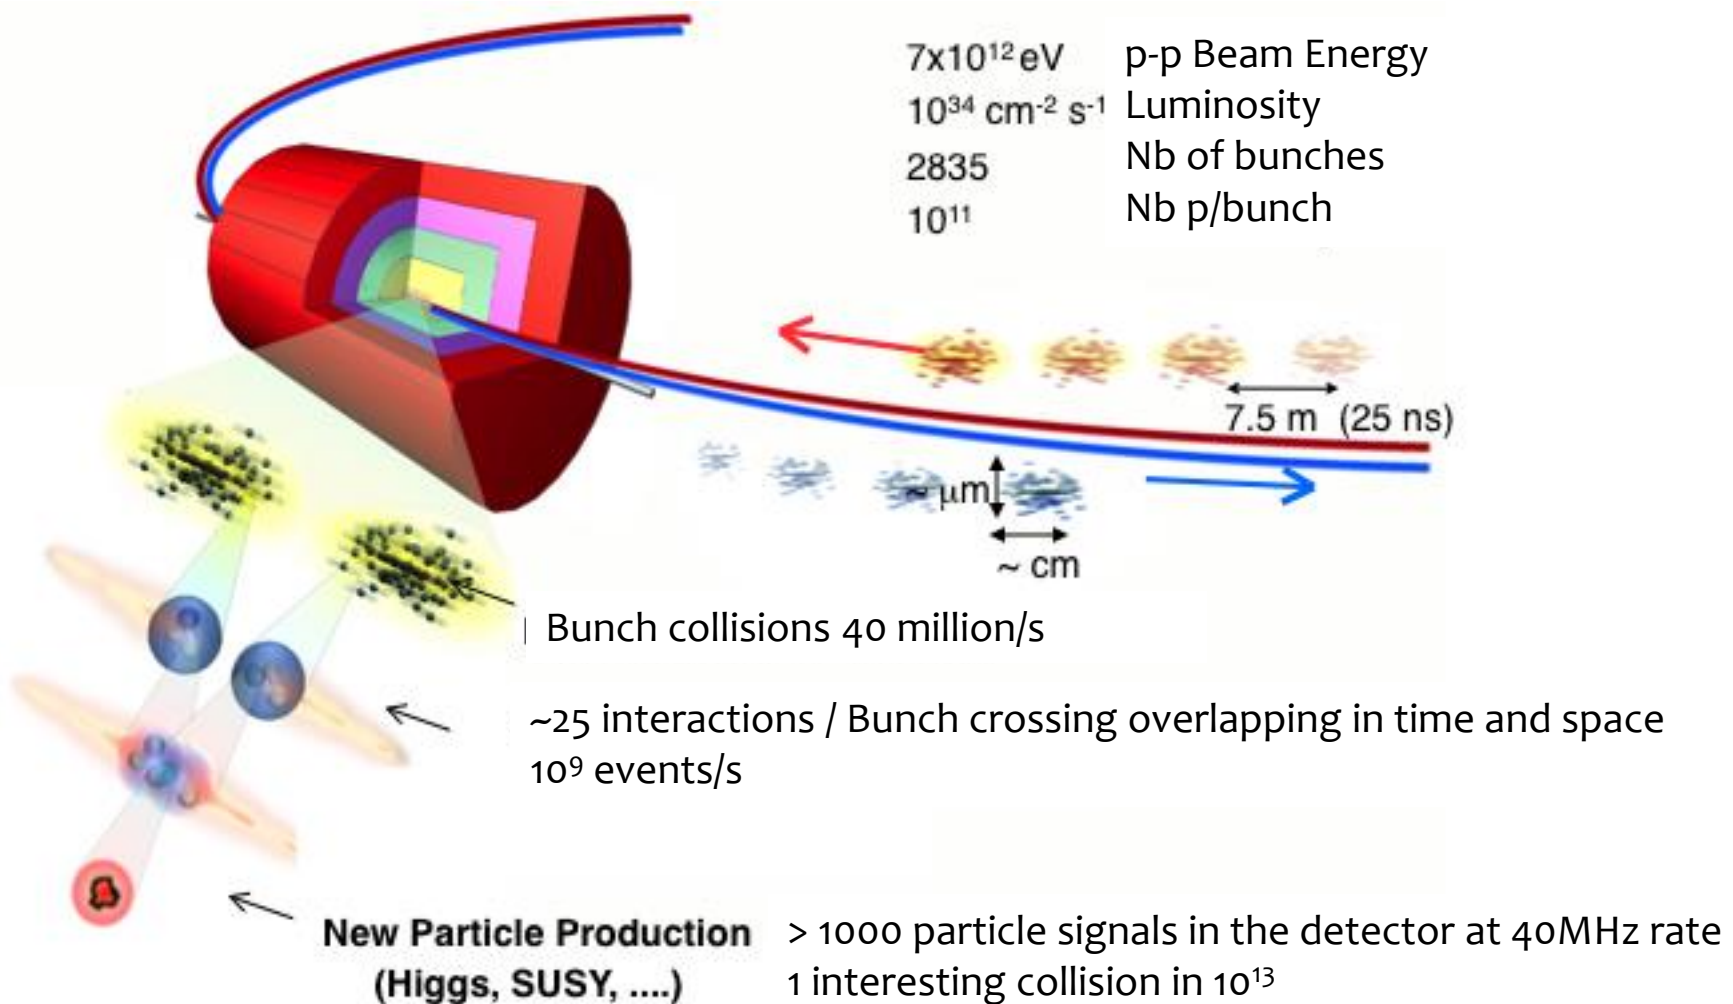 7x10¹² eV p-p Beam Energy
10³⁴ cm⁻² s⁻¹ Luminosity
2835 Nb of bunches
10¹¹ Nb p/bunch
7.5 m (25 ns)
~ μm
~ cm
Bunch collisions 40 million/s
~25 interactions / Bunch crossing overlapping in time and space
10⁹ events/s
New Particle Production
(Higgs, SUSY, ....)
> 1000 particle signals in the detector at 40MHz rate
1 interesting collision in 10¹³